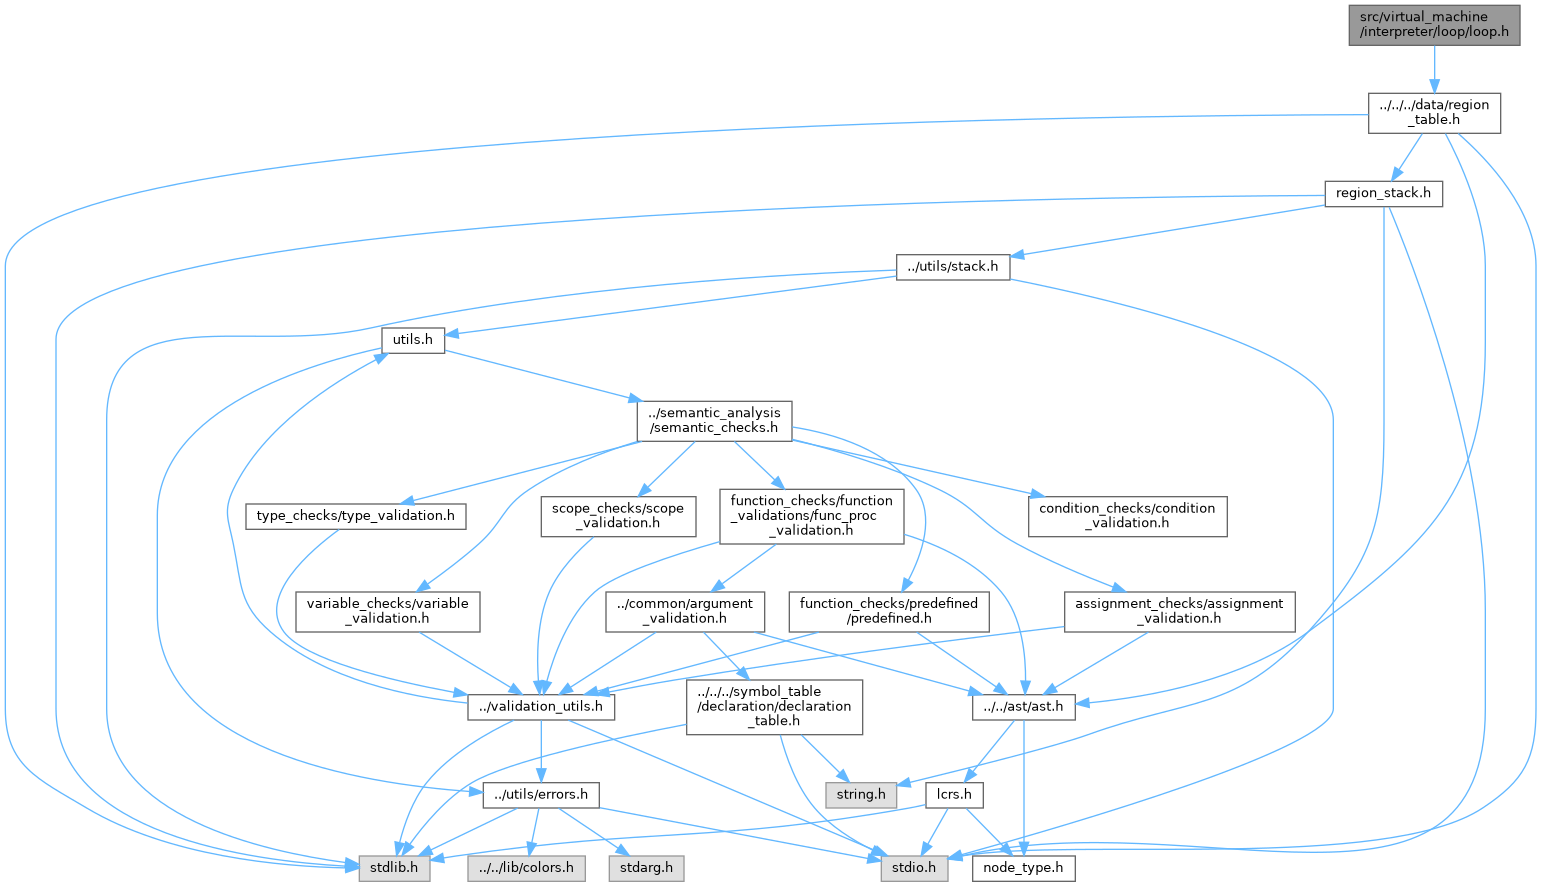 src/virtual_machine
/interpreter/loop/loop.h
../../../data/region
_table.h
region_stack.h
../utils/stack.h
utils.h
../semantic_analysis
/semantic_checks.h
type_checks/type_validation.h
scope_checks/scope
_validation.h
function_checks/function
_validations/func_proc
_validation.h
condition_checks/condition
_validation.h
variable_checks/variable
_validation.h
../common/argument
_validation.h
function_checks/predefined
/predefined.h
assignment_checks/assignment
_validation.h
../validation_utils.h
../../../symbol_table
/declaration/declaration
_table.h
../../ast/ast.h
../utils/errors.h
string.h
lcrs.h
stdlib.h
../../lib/colors.h
stdarg.h
stdio.h
node_type.h